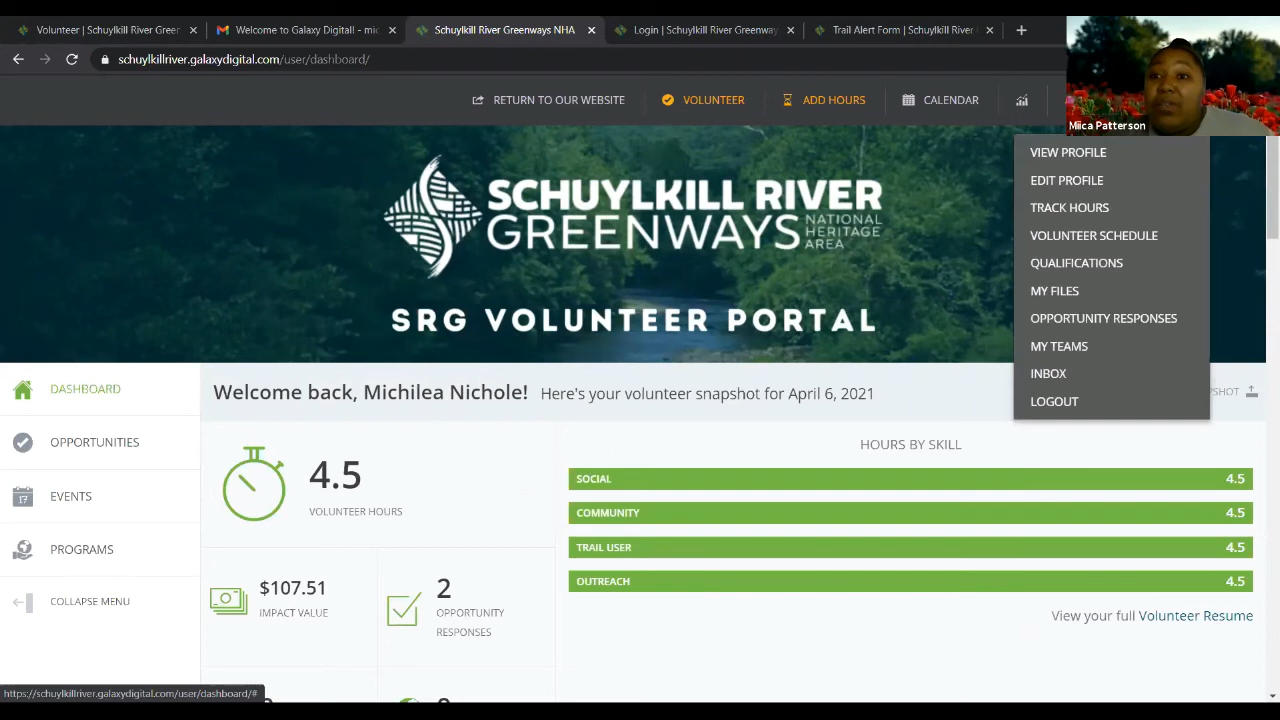 Volunteer | Schuylkill River Greer
Welcome to Galaxy Digital! - mic
Schuylkill River Greenways NHA
Login | Schuylkill River Greenway
Trail Alert Form | Schuylkill River
schuylkillriver.galaxydigital.com/user/dashboard/
RETURN TO OUR WEBSITE
VOLUNTEER
ADD HOURS
CALENDAR
Miica Patterson
VIEW PROFILE
EDIT PROFILE
TRACK HOURS
VOLUNTEER SCHEDULE
QUALIFICATIONS
MY FILES
OPPORTUNITY RESPONSES
MY TEAMS
INBOX
LOGOUT
SCHUYLKILL RIVER
GREENWAYS
NATIONAL
HERITAGE
AREA
SRG VOLUNTEER PORTAL
DASHBOARD
OPPORTUNITIES
EVENTS
17
PROGRAMS
COLLAPSE MENU
Welcome back, Michilea Nichole! Here's your volunteer snapshot for April 6, 2021
PSHOT
4.5
VOLUNTEER HOURS
$107.51
IMPACT VALUE
2
OPPORTUNITY
RESPONSES
HOURS BY SKILL
SOCIAL 4.5
COMMUNITY 4.5
TRAIL USER 4.5
OUTREACH 4.5
View your full Volunteer Resume
https://schuylkillriver.galaxydigital.com/user/dashboard/#